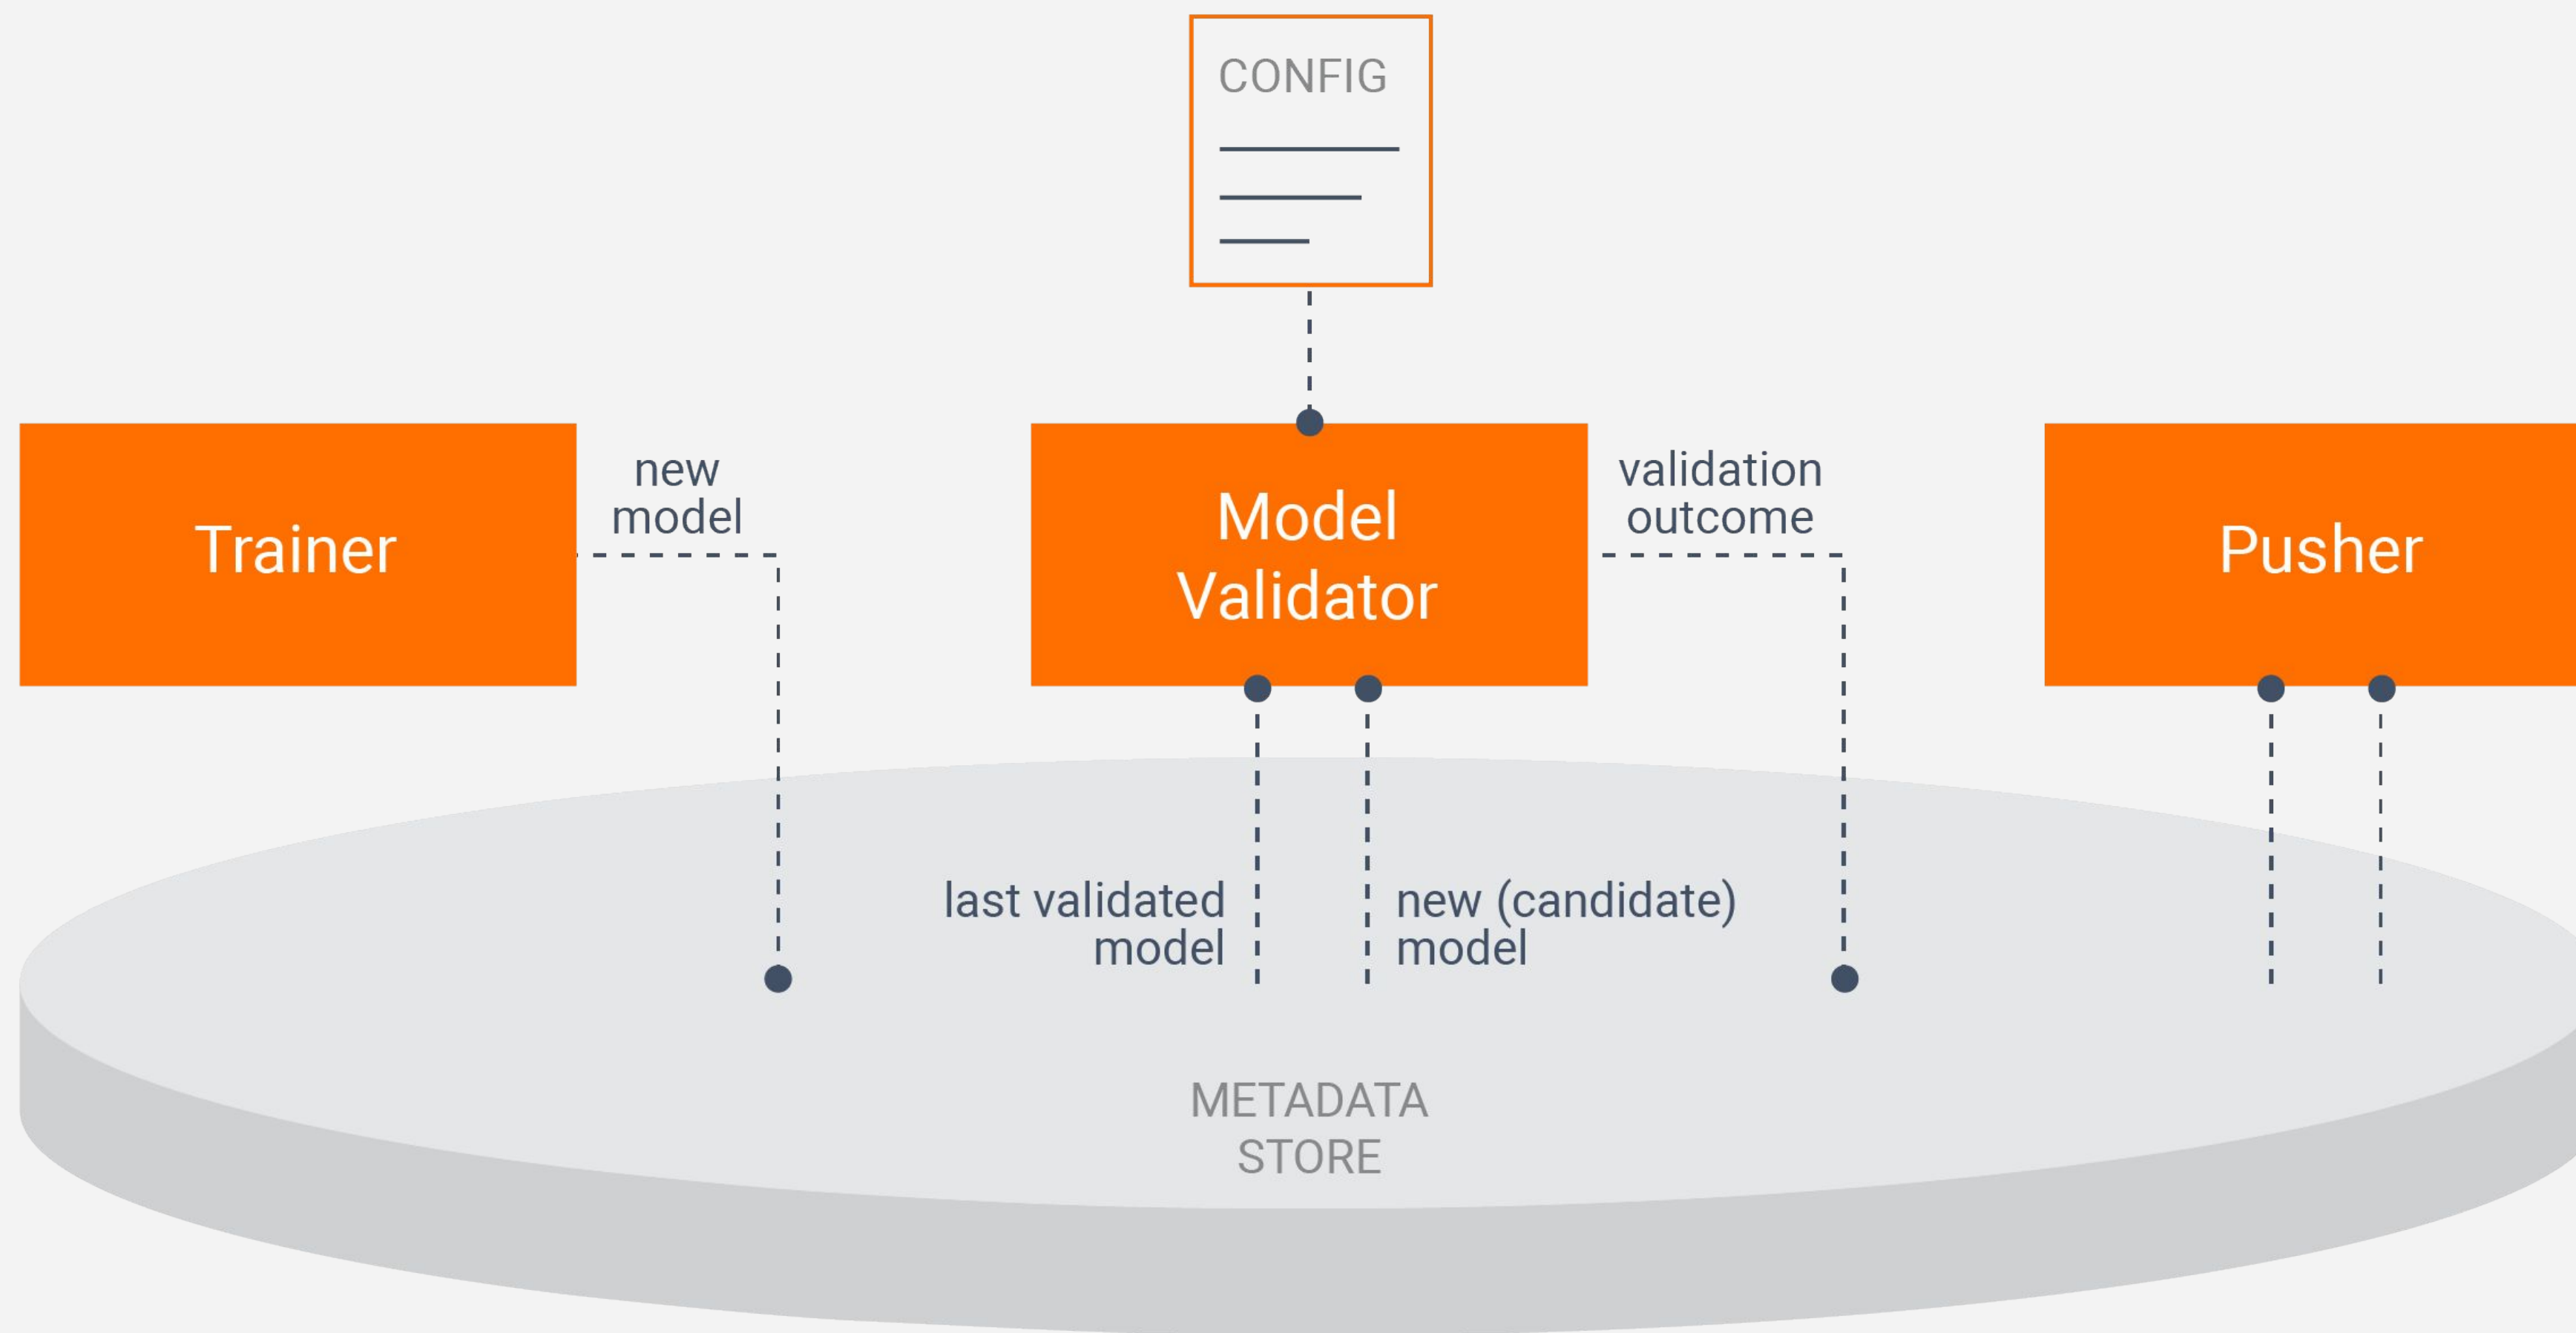 CONFIG
Trainer
new
model
Model
Validator
validation
outcome
Pusher
last validated
model
new (candidate)
model
METADATA
STORE